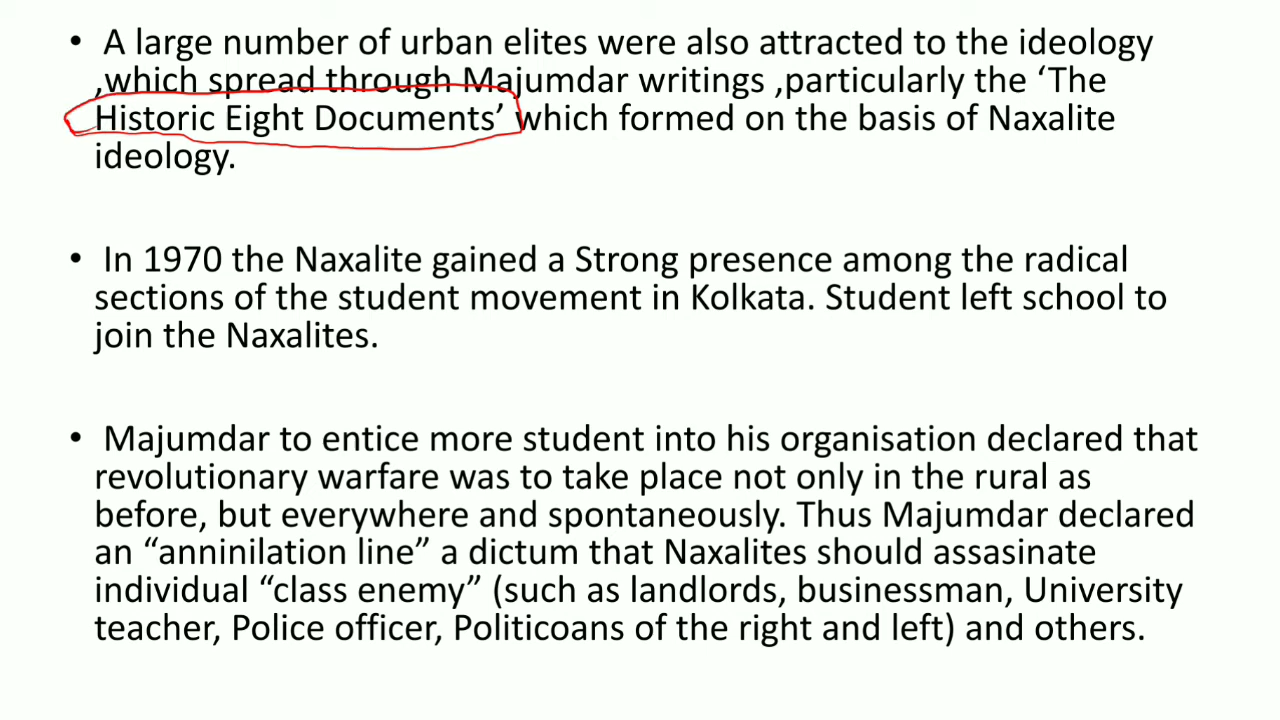 • A large number of urban elites were also attracted to the ideology
,which spread through Majumdar writings ,particularly the ‘The
Historic Eight Documents’ which formed on the basis of Naxalite
ideology.
• In 1970 the Naxalite gained a Strong presence among the radical
sections of the student movement in Kolkata. Student left school to
join the Naxalites.
• Majumdar to entice more student into his organisation declared that
revolutionary warfare was to take place not only in the rural as
before, but everywhere and spontaneously. Thus Majumdar declared
an “anninilation line” a dictum that Naxalites should assasinate
individual “class enemy” (such as landlords, businessman, University
teacher, Police officer, Politicoans of the right and left) and others.